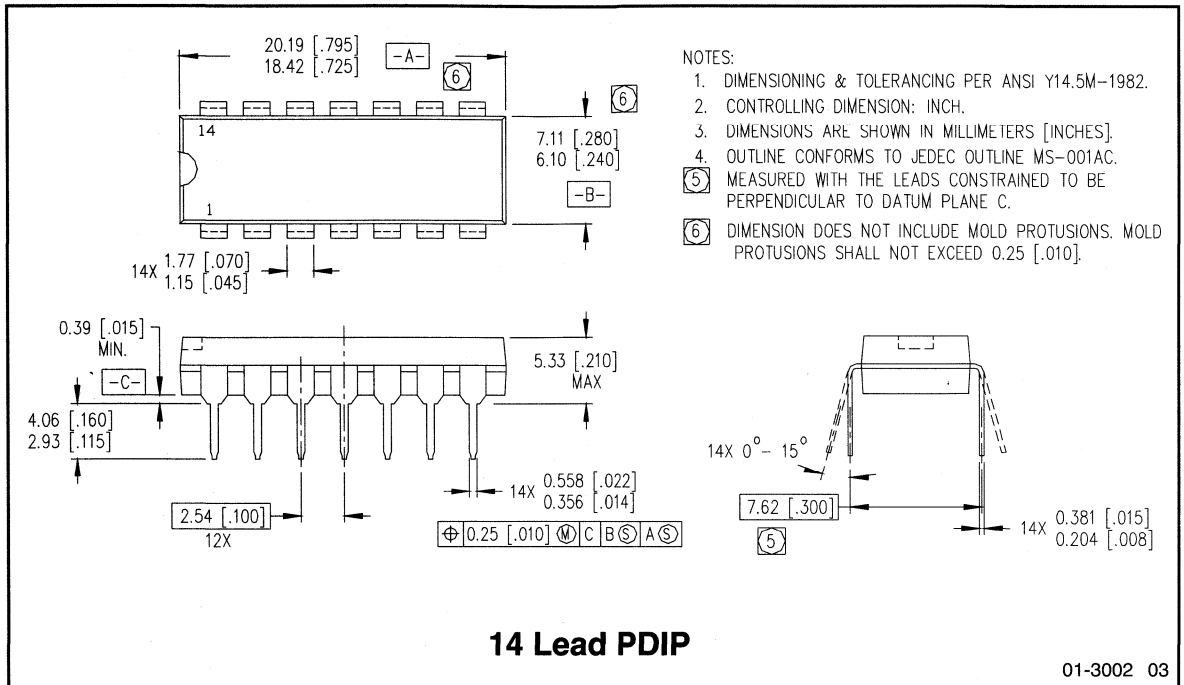 20.19 [.795]
18.42 [.725]
-A-
6
6
14
1
7.11 [.280]
6.10 [.240]
-B-
14X 1.77 [.070]
1.15 [.045]
NOTES:
1. DIMENSIONING & TOLERANCING PER ANSI Y14.5M-1982.
2. CONTROLLING DIMENSION: INCH.
3. DIMENSIONS ARE SHOWN IN MILLIMETERS [INCHES].
4. OUTLINE CONFORMS TO JEDEC OUTLINE MS-001AC.
5 MEASURED WITH THE LEADS CONSTRAINED TO BE
PERPENDICULAR TO DATUM PLANE C.
6 DIMENSION DOES NOT INCLUDE MOLD PROTUSIONS. MOLD
PROTUSIONS SHALL NOT EXCEED 0.25 [.010].
0.39 [.015]
MIN.
-C-
4.06 [.160]
2.93 [.115]
5.33 [.210]
MAX
2.54 [.100]
12X
14X 0.558 [.022]
0.356 [.014]
⌖ 0.25 [.010] Ⓜ C B Ⓢ A Ⓢ
14X 0° - 15°
7.62 [.300]
5
14X 0.381 [.015]
0.204 [.008]
14 Lead PDIP
01-3002 03